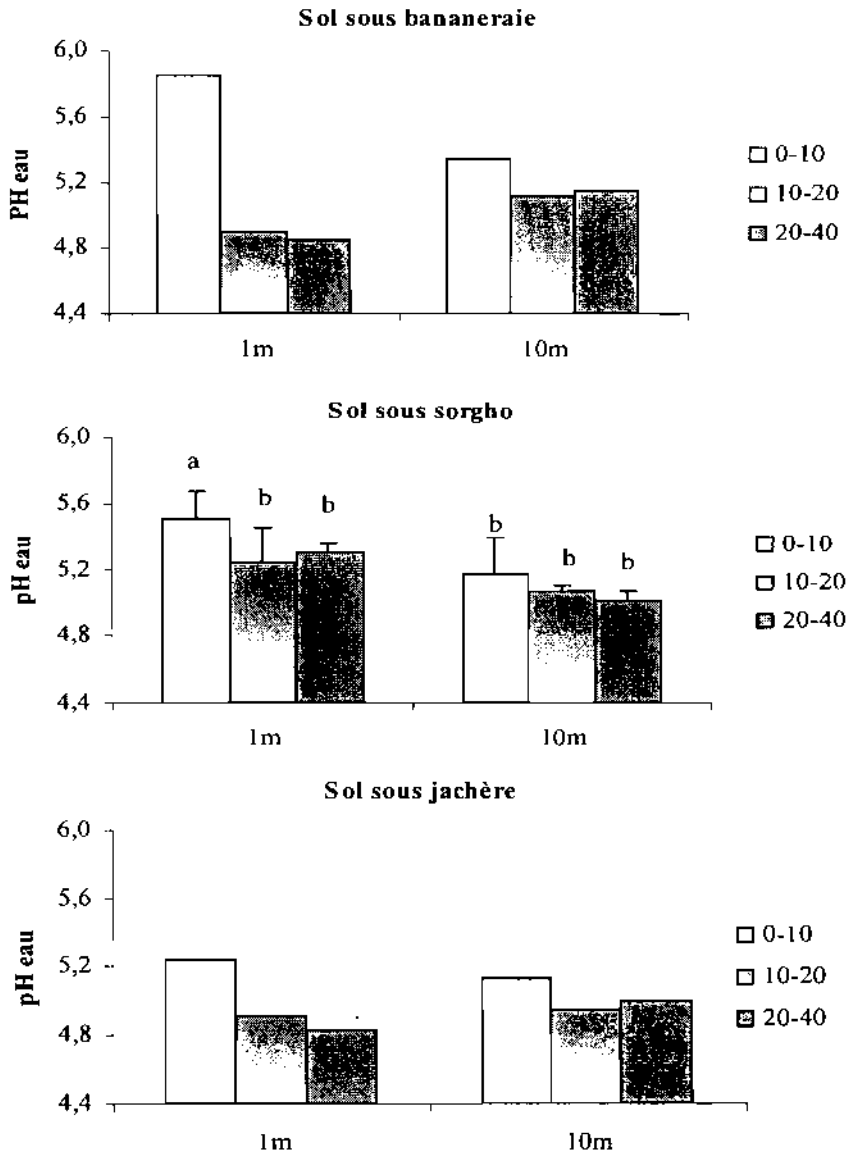 Sol sous bananeraie
PH eau
6,0
5,6
5,2
4,8
4,4
1m
10m
0-10
10-20
20-40
Sol sous sorgho
pH eau
6,0
5,6
5,2
4,8
4,4
a
b
b
b
b
b
1m
10m
0-10
10-20
20-40
Sol sous jachère
pH eau
6,0
5,6
5,2
4,8
4,4
1m
10m
0-10
10-20
20-40